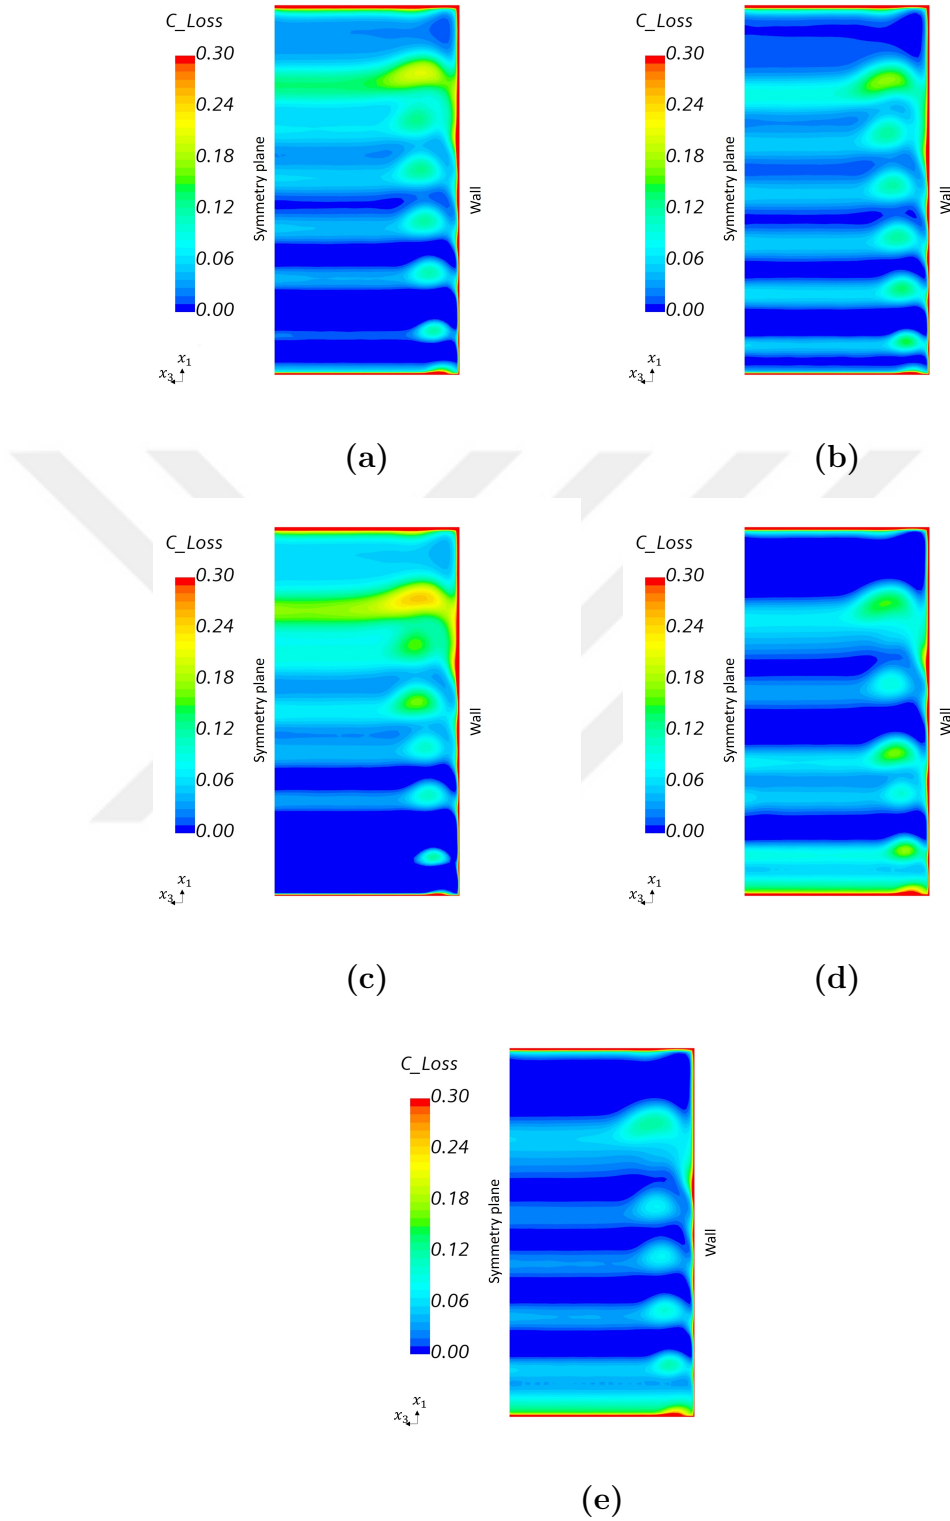 C_Loss
0.30
0.24
0.18
0.12
0.06
0.00
Symmetry plane
Wall
x₁
x₃
(a)
C_Loss
0.30
0.24
0.18
0.12
0.06
0.00
Symmetry plane
Wall
x₁
x₃
(b)
C_Loss
0.30
0.24
0.18
0.12
0.06
0.00
Symmetry plane
Wall
x₁
x₃
(c)
C_Loss
0.30
0.24
0.18
0.12
0.06
0.00
Symmetry plane
Wall
x₁
x₃
(d)
C_Loss
0.30
0.24
0.18
0.12
0.06
0.00
Symmetry plane
Wall
x₁
x₃
(e)